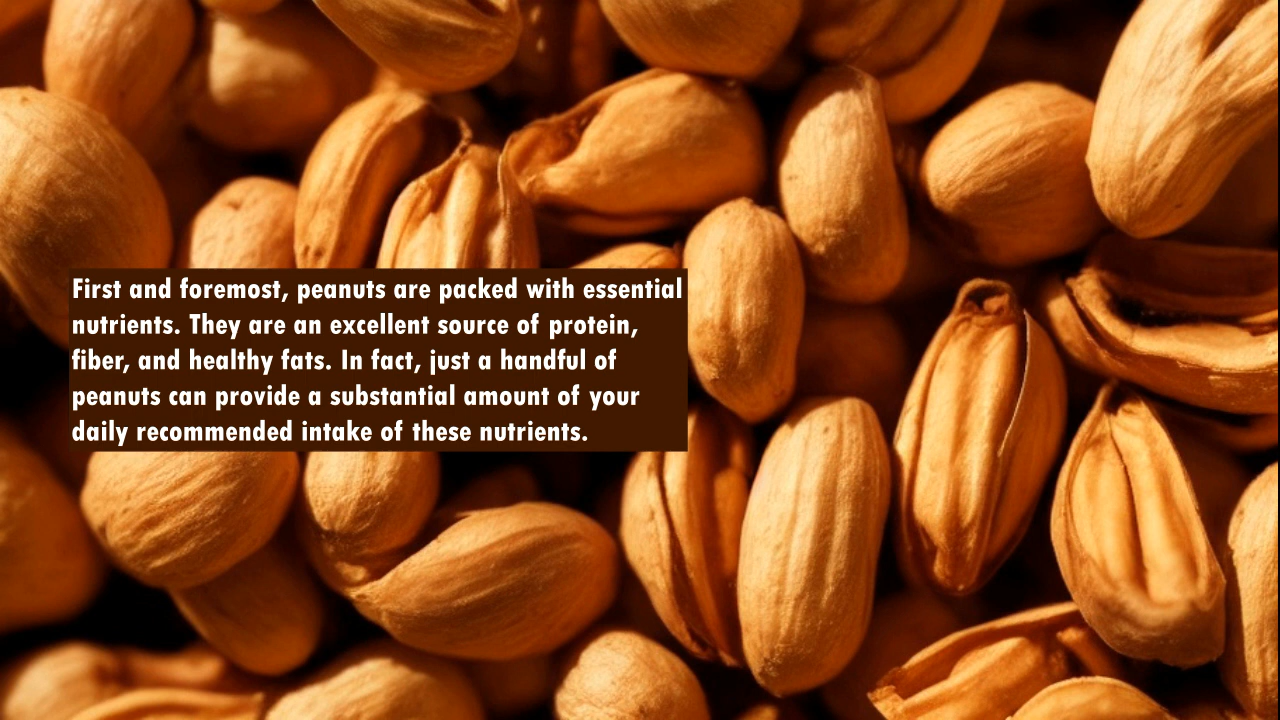 First and foremost, peanuts are packed with essential
nutrients. They are an excellent source of protein,
fiber, and healthy fats. In fact, just a handful of
peanuts can provide a substantial amount of your
daily recommended intake of these nutrients.